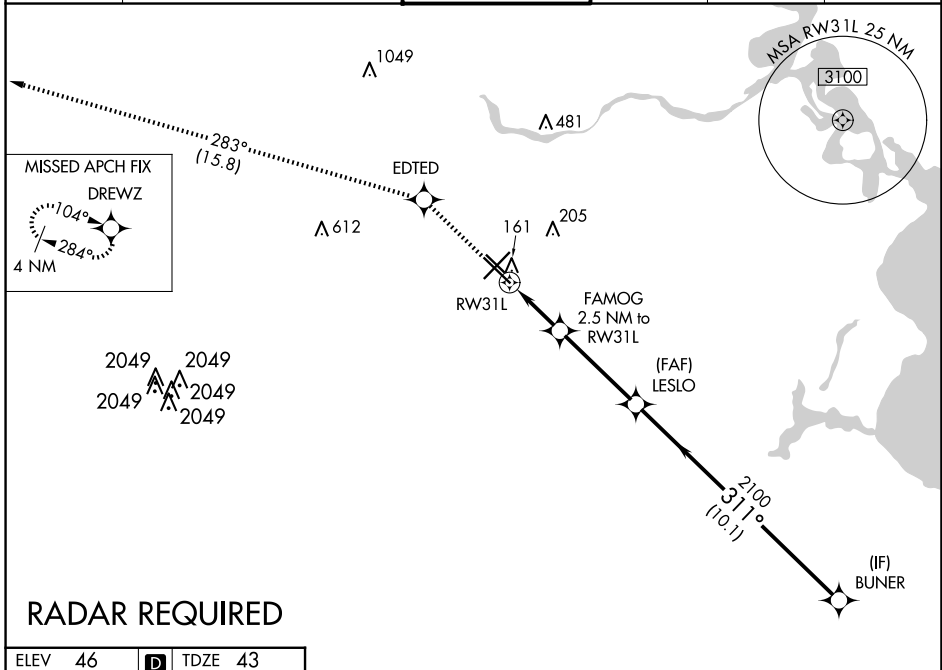 MSA RW31L 25 NM
3100
1049
481
283°
(15.8)
EDTED
MISSED APCH FIX
DREWZ
104°
284°
4 NM
612
161
205
RW31L
FAMOG
2.5 NM to
RW31L
(FAF)
LESLO
2049
2049
2049
2049
2049
2100
311°
(10.1)
(IF)
BUNER
RADAR REQUIRED
ELEV 46 D TDZE 43